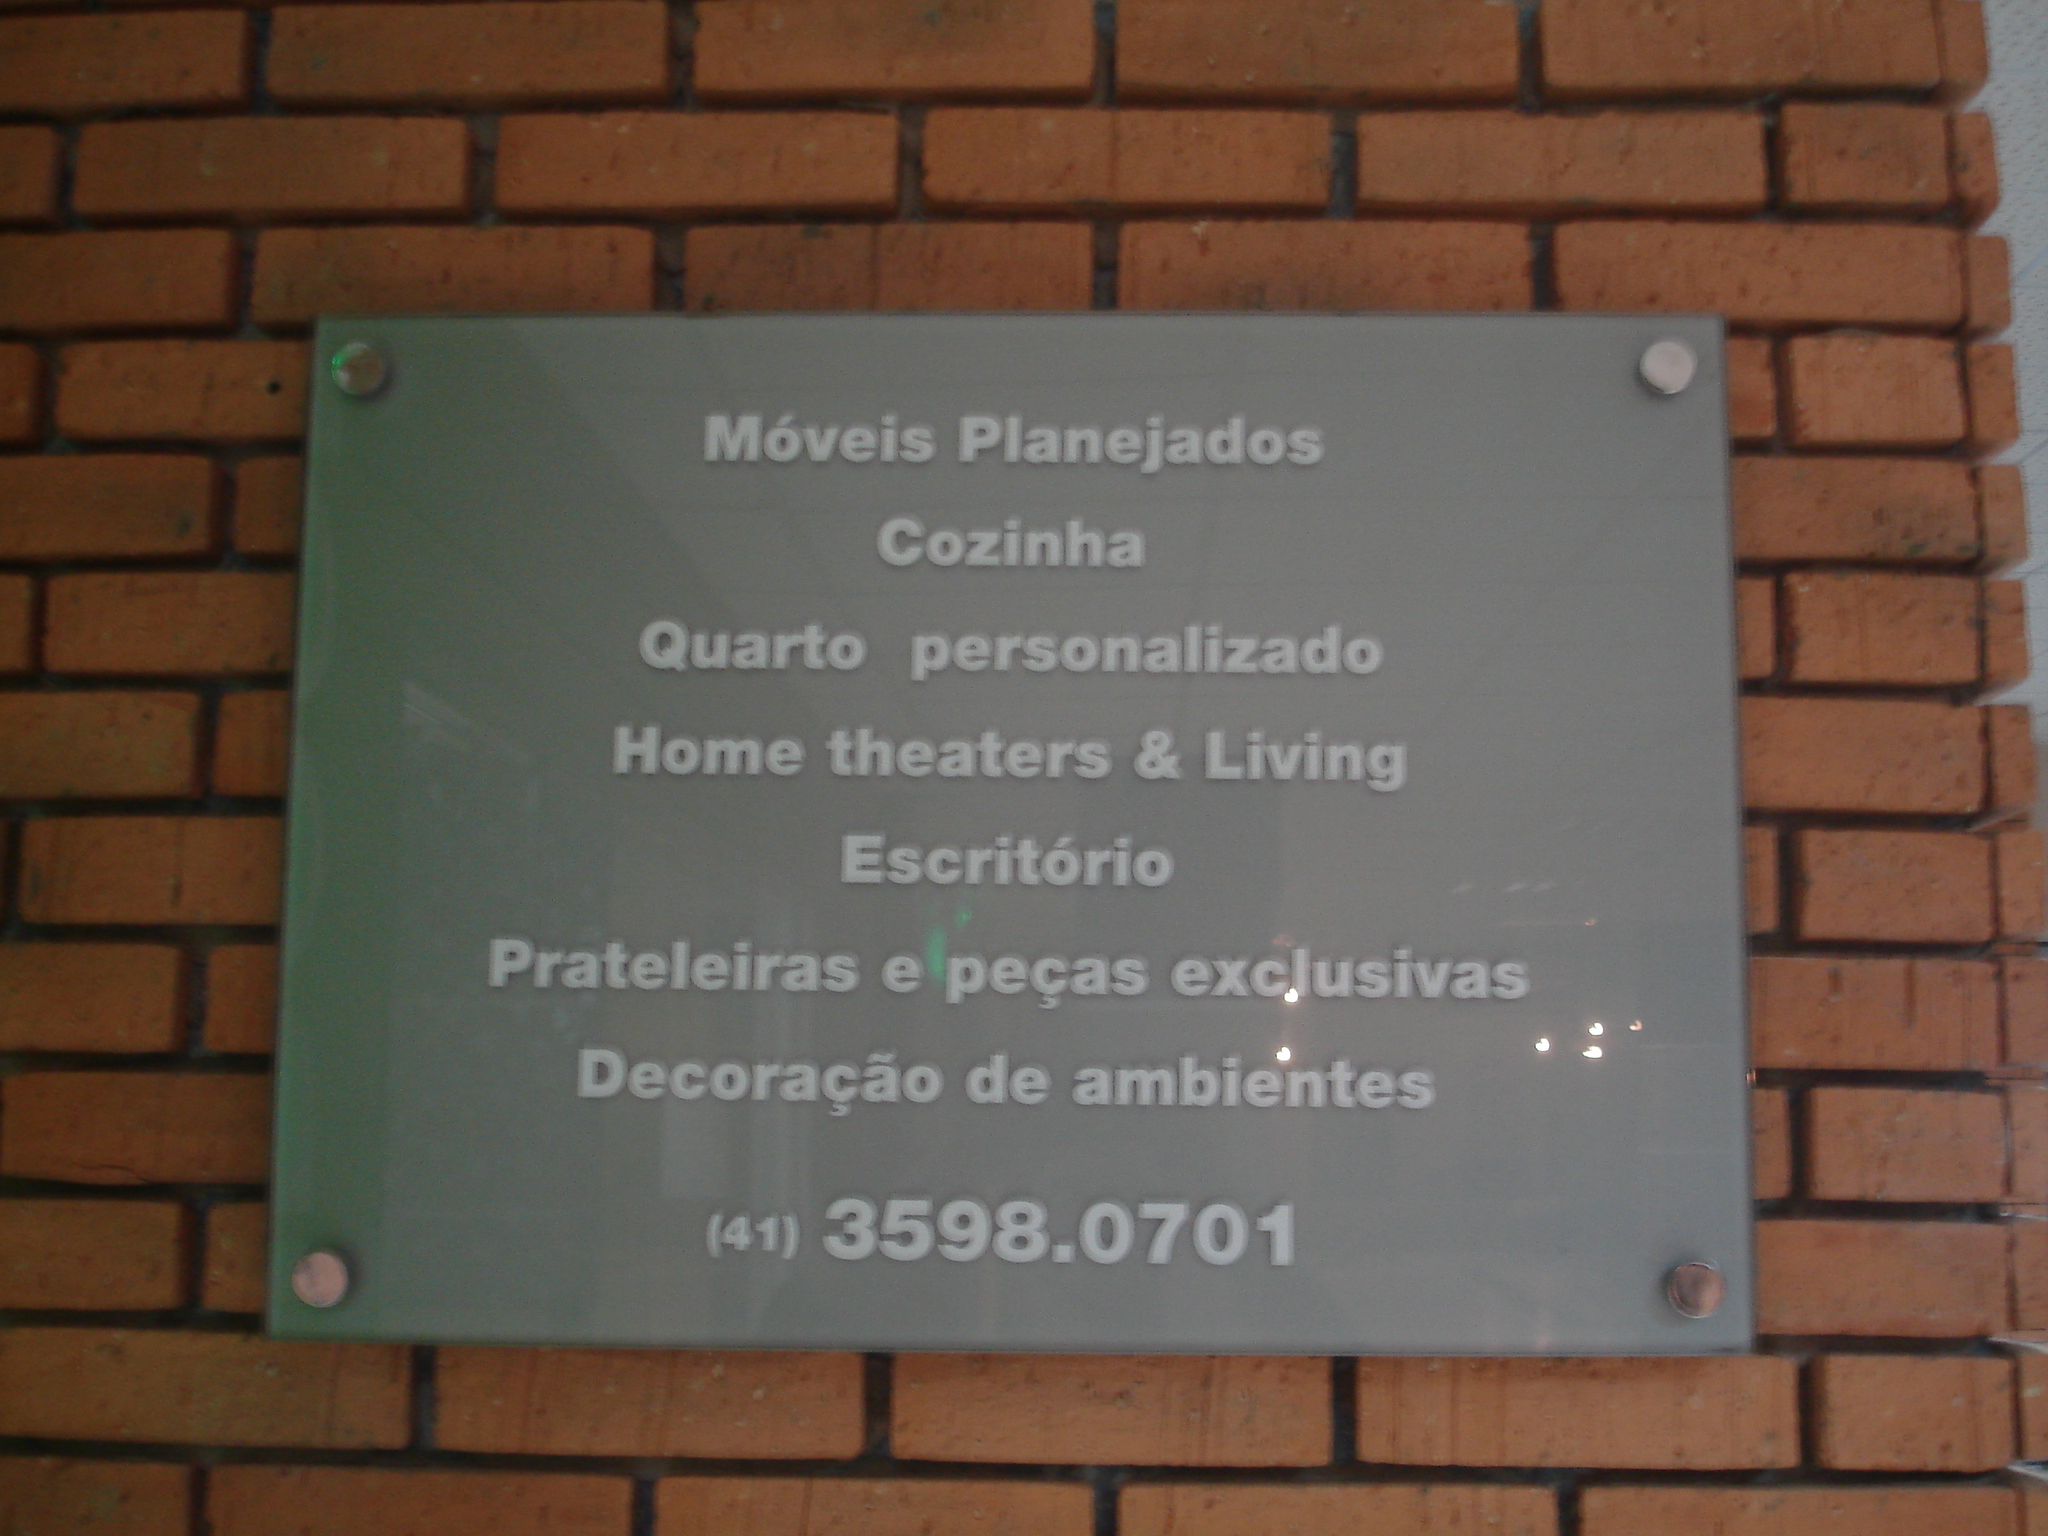 Móveis Planejados
Cozinha
Quarto personalizado
Home theaters & Living
Escritório
Prateleiras e peças exclusivas
Decoração de ambientes
(41) 3598.0701